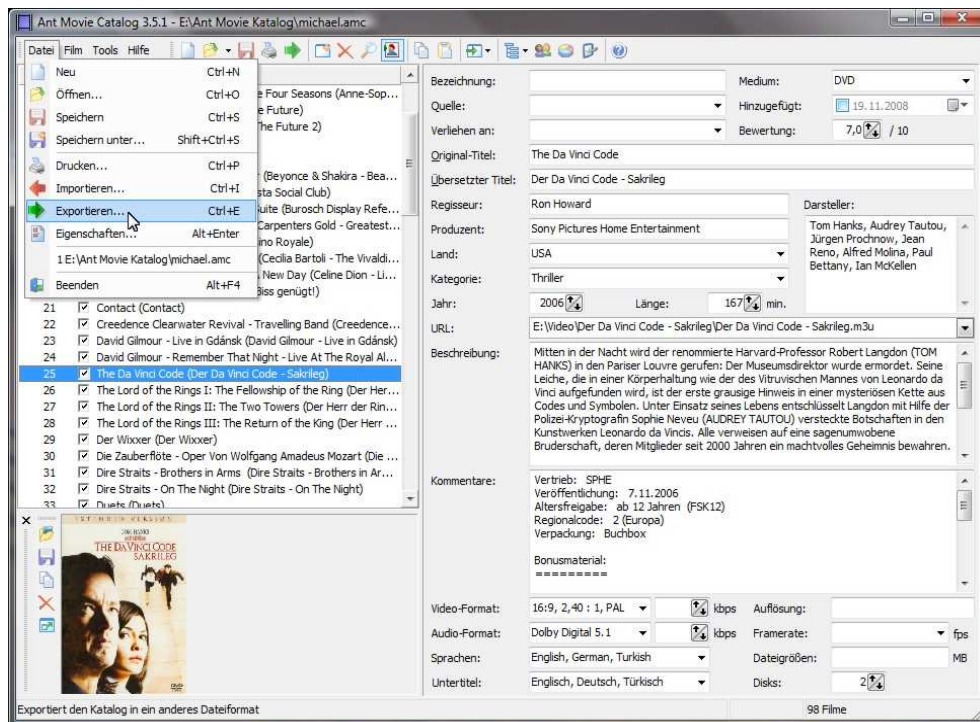 Ant Movie Catalog 3.5.1 - E:\Ant Movie Katalog\michael.amc
Datei Film Tools Hilfe
Neu Ctrl+N
Öffnen... Ctrl+O
Speichern Ctrl+S
Speichern unter... Shift+Ctrl+S
Drucken... Ctrl+P
Importieren... Ctrl+I
Exportieren... Ctrl+E
Eigenschaften... Alt+Enter
1 E:\Ant Movie Katalog\michael.amc
Beenden Alt+F4
e Four Seasons (Anne-Sop...
e Future)
he Future 2)
(Beyonce & Shakira - Bea...
sta Social Club)
uite (Burosch Display Refe...
Carpenters Gold - Greatest...
ino Royale)
(Cecilia Bartoli - The Vivaldi...
New Day (Celine Dion - Li...
Biss genügt!)
21 Contact (Contact)
22 Creedence Clearwater Revival - Travelling Band (Creedence...
23 David Gilmour - Live in Gdánsk (David Gilmour - Live in Gdánsk)
24 David Gilmour - Remember That Night - Live At The Royal Al...
25 The Da Vinci Code (Der Da Vinci Code - Sakrileg)
26 The Lord of the Rings I: The Fellowship of the Ring (Der Her...
27 The Lord of the Rings II: The Two Towers (Der Herr der Rin...
28 The Lord of the Rings III: The Return of the King (Der Herr ...
29 Der Wixxer (Der Wixxer)
30 Die Zauberflöte - Oper Von Wolfgang Amadeus Mozart (Die ...
31 Dire Straits - Brothers in Arms (Dire Straits - Brothers in Ar...
32 Dire Straits - On The Night (Dire Straits - On The Night)
33 Duets (Duets)
EXTENDED VERSION
TOM HANKS
THE DA VINCI CODE
SAKRILEG
DVD
Bezeichnung:
Medium: DVD
Quelle:
Hinzugefügt: 19.11.2008
Verliehen an:
Bewertung: 7,0 / 10
Original-Titel: The Da Vinci Code
Übersetzter Titel: Der Da Vinci Code - Sakrileg
Regisseur: Ron Howard
Darsteller:
Tom Hanks, Audrey Tautou,
Jürgen Prochnow, Jean
Reno, Alfred Molina, Paul
Bettany, Ian McKellen
Produzent: Sony Pictures Home Entertainment
Land: USA
Kategorie: Thriller
Jahr: 2006 Länge: 167 min.
URL: E:\Video\Der Da Vinci Code - Sakrileg\Der Da Vinci Code - Sakrileg.m3u
Beschreibung:
Mitten in der Nacht wird der renommierte Harvard-Professor Robert Langdon (TOM
HANKS) in den Pariser Louvre gerufen: Der Museumsdirektor wurde ermordet. Seine
Leiche, die in einer Körperhaltung wie der des Vitruvischen Mannes von Leonardo da
Vinci aufgefunden wird, ist der erste grausige Hinweis in einer mysteriösen Kette aus
Codes und Symbolen. Unter Einsatz seines Lebens entschlüsselt Langdon mit Hilfe der
Polizei-Kryptografin Sophie Neveu (AUDREY TAUTOU) versteckte Botschaften in den
Kunstwerken Leonardo da Vincis. Alle verweisen auf eine sagenumwobene
Bruderschaft, deren Mitglieder seit 2000 Jahren ein machtvolles Geheimnis bewahren.
Kommentare:
Vertrieb: SPHE
Veröffentlichung: 7.11.2006
Altersfreigabe: ab 12 Jahren (FSK12)
Regionalcode: 2 (Europa)
Verpackung: Buchbox
Bonusmaterial:
=========
Video-Format: 16:9, 2,40 : 1, PAL kbps Auflösung:
Audio-Format: Dolby Digital 5.1 kbps Framerate: fps
Sprachen: English, German, Turkish Dateigrößen: MB
Untertitel: Englisch, Deutsch, Türkisch Disks: 2
Exportiert den Katalog in ein anderes Dateiformat
98 Filme